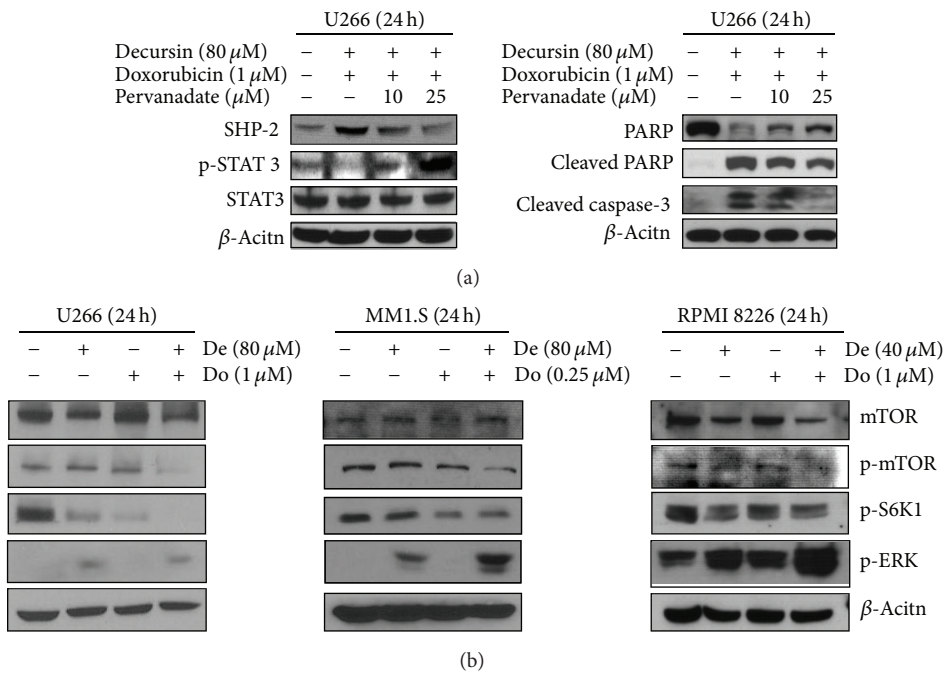 U266 (24 h)
Decursin (80 μM) − + + +
Doxorubicin (1 μM) − + + +
Pervanadate (μM) − − 10 25
SHP-2
p-STAT 3
STAT3
β-Acitn
U266 (24 h)
Decursin (80 μM) − + + +
Doxorubicin (1 μM) − + + +
Pervanadate (μM) − − 10 25
PARP
Cleaved PARP
Cleaved caspase-3
β-Acitn
(a)
U266 (24 h)
− + − + De (80 μM)
− − + + Do (1 μM)
MM1.S (24 h)
− + − + De (80 μM)
− − + + Do (0.25 μM)
RPMI 8226 (24 h)
− + − + De (40 μM)
− − + + Do (1 μM)
mTOR
p-mTOR
p-S6K1
p-ERK
β-Acitn
(b)